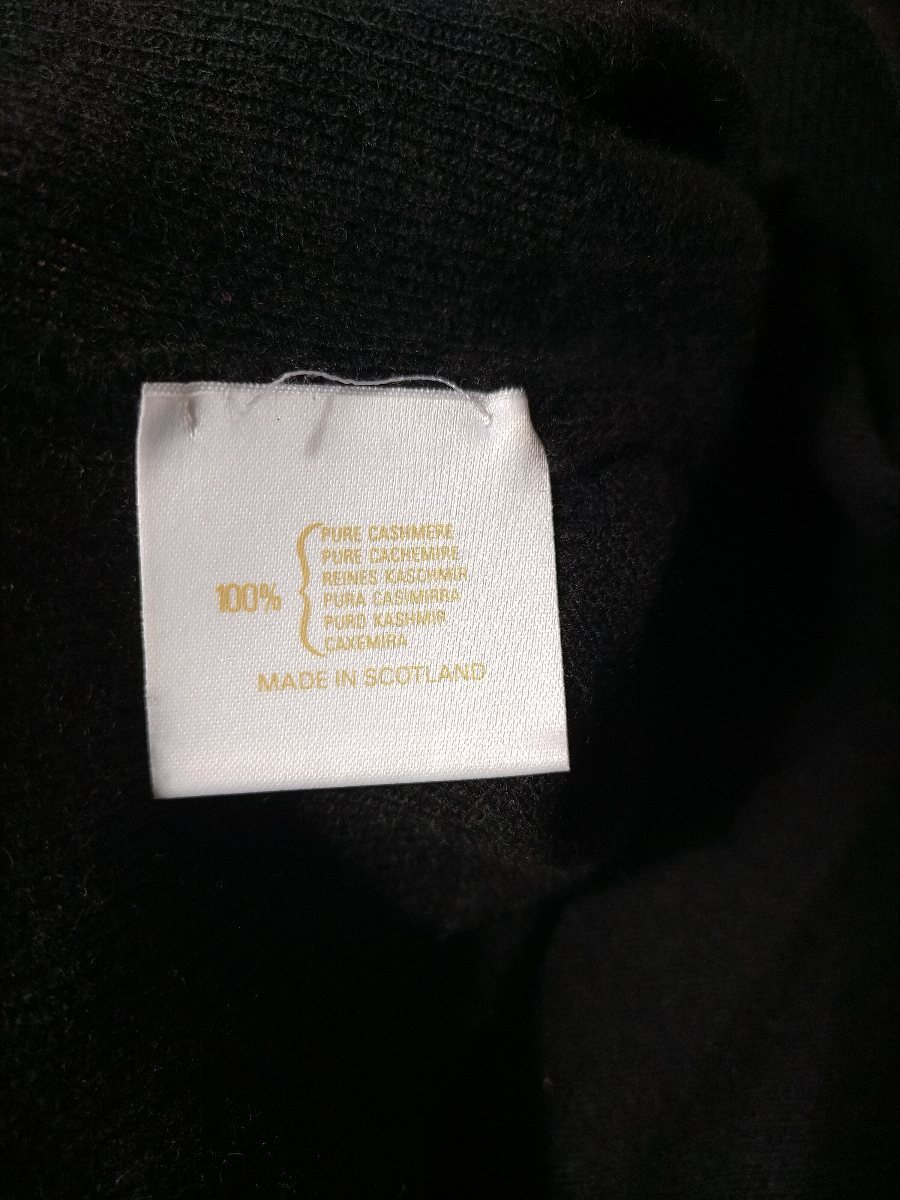 100%
PURE CASHMERE
PURE CACHEMIRE
REINES KASCHMIR
PURA CASIMIRRA
PURO KASHMIR
CAXEMIRA
MADE IN SCOTLAND